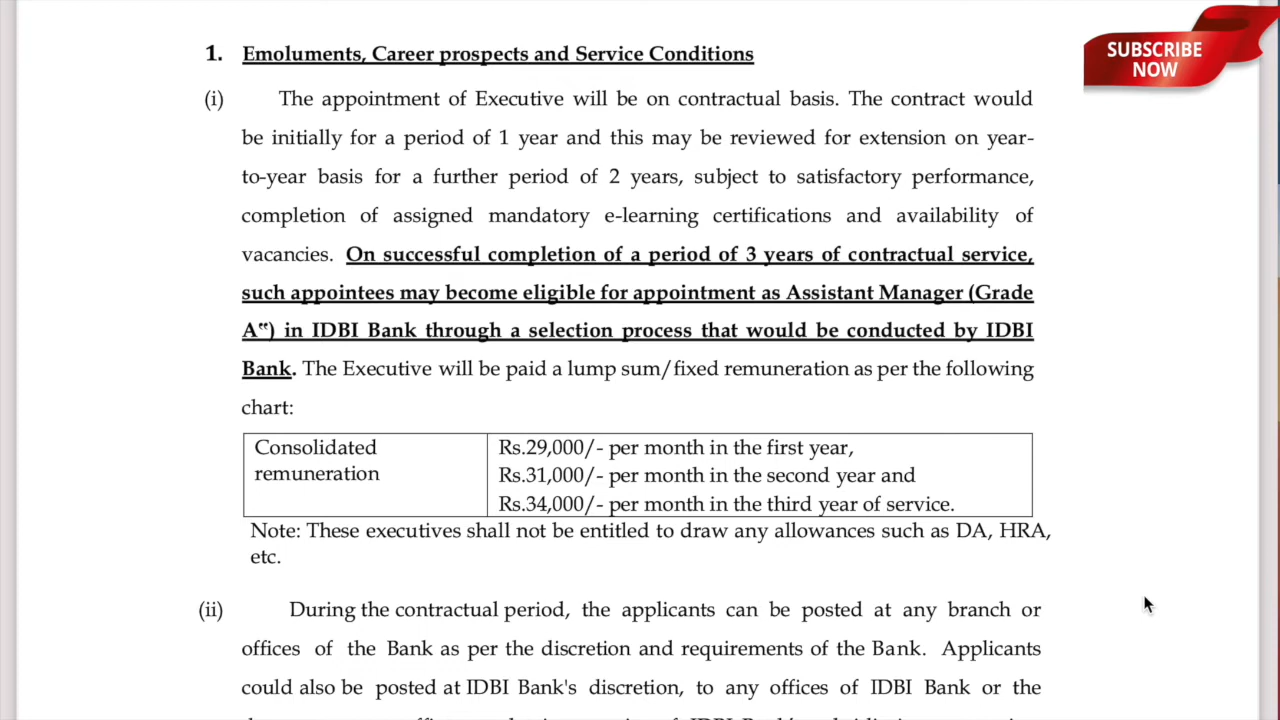 SUBSCRIBE
NOW
1. Emoluments, Career prospects and Service Conditions
(i) The appointment of Executive will be on contractual basis. The contract would
be initially for a period of 1 year and this may be reviewed for extension on year-
to-year basis for a further period of 2 years, subject to satisfactory performance,
completion of assigned mandatory e-learning certifications and availability of
vacancies. On successful completion of a period of 3 years of contractual service,
such appointees may become eligible for appointment as Assistant Manager (Grade
A‟) in IDBI Bank through a selection process that would be conducted by IDBI
Bank. The Executive will be paid a lump sum/fixed remuneration as per the following
chart:
Consolidated
remuneration
Rs.29,000/- per month in the first year,
Rs.31,000/- per month in the second year and
Rs.34,000/- per month in the third year of service.
Note: These executives shall not be entitled to draw any allowances such as DA, HRA,
etc.
(ii) During the contractual period, the applicants can be posted at any branch or
offices of the Bank as per the discretion and requirements of the Bank. Applicants
could also be posted at IDBI Bank's discretion, to any offices of IDBI Bank or the